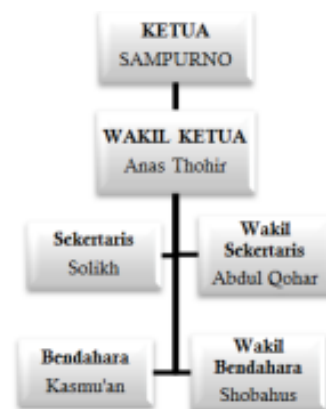 KETUA
SAMPURNO
WAKIL KETUA
Anas Thohir
Sekertaris
Solikh
Wakil
Sekertaris
Abdul Qohar
Bendahara
Kasmu'an
Wakil
Bendahara
Shobahus